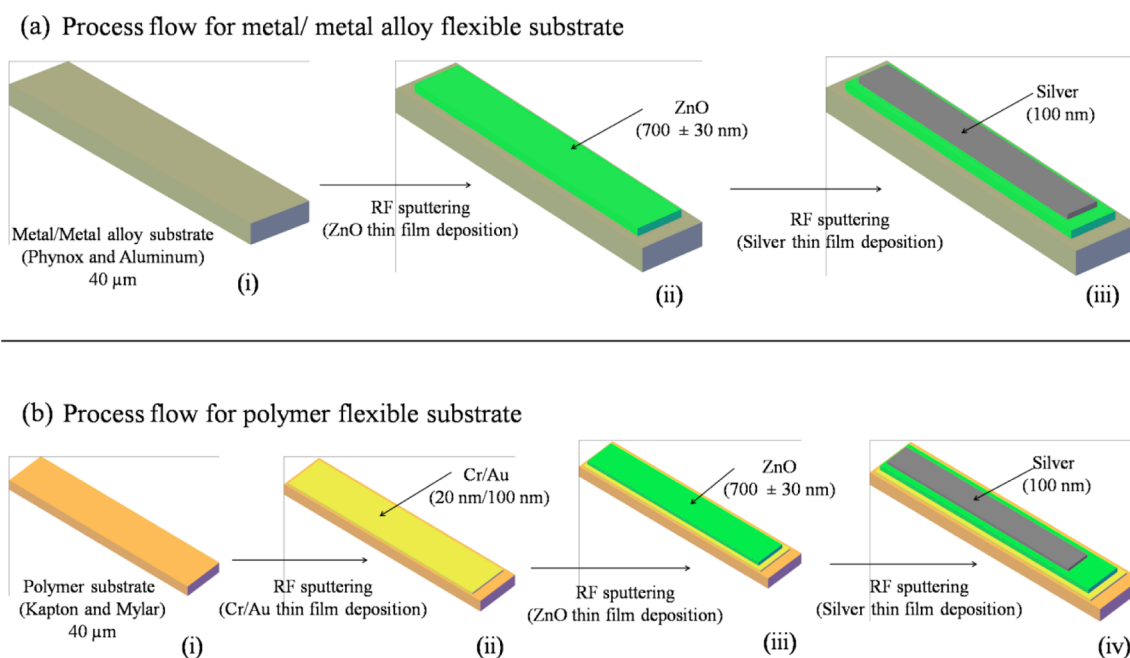 (a) Process flow for metal/ metal alloy flexible substrate
ZnO
(700 ± 30 nm)
Silver
(100 nm)
RF sputtering
(ZnO thin film deposition)
RF sputtering
(Silver thin film deposition)
Metal/Metal alloy substrate
(Phynox and Aluminum)
40 µm
(i)
(ii)
(iii)
(b) Process flow for polymer flexible substrate
Cr/Au
(20 nm/100 nm)
ZnO
(700 ± 30 nm)
Silver
(100 nm)
Polymer substrate
(Kapton and Mylar)
40 µm
RF sputtering
(Cr/Au thin film deposition)
RF sputtering
(ZnO thin film deposition)
RF sputtering
(Silver thin film deposition)
(i)
(ii)
(iii)
(iv)